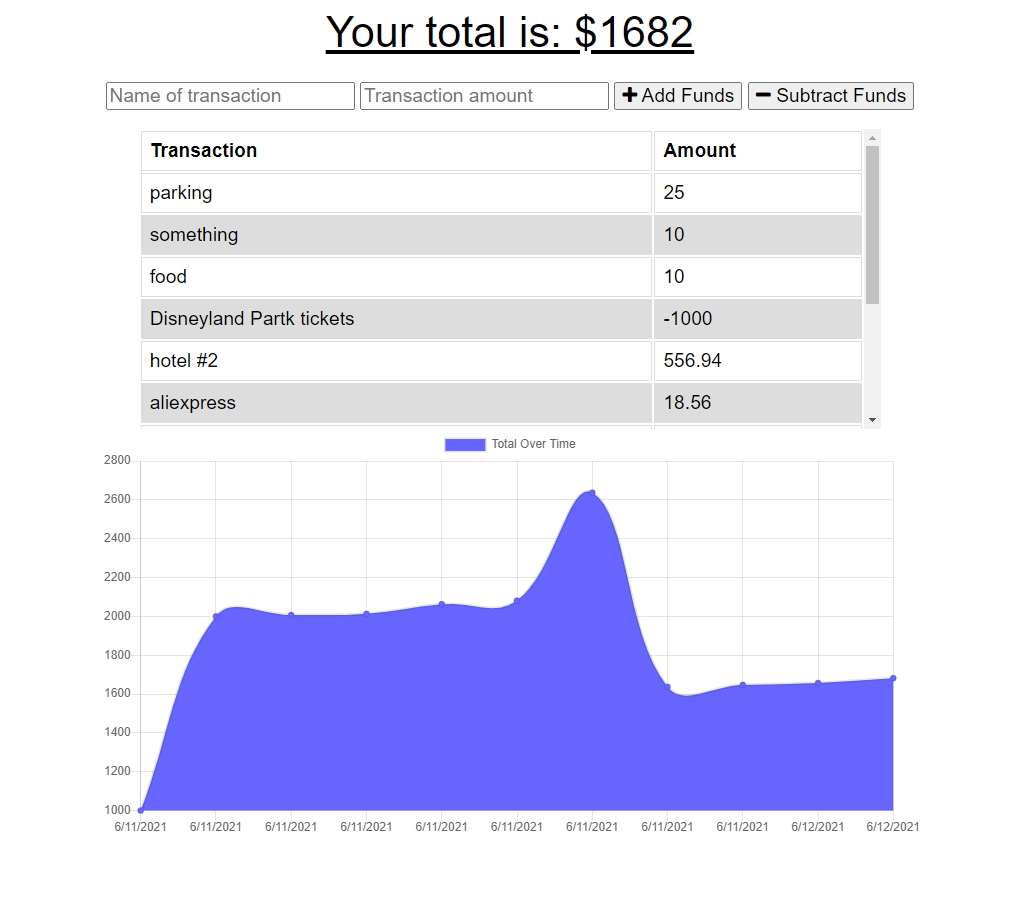 Your total is: $1682
Name of transaction Transaction amount Add Funds Subtract Funds
Transaction Amount
parking 25
something 10
food 10
Disneyland Partk tickets -1000
hotel #2 556.94
aliexpress 18.56
Total Over Time
2800
2600
2400
2200
2000
1800
1600
1400
1200
1000
6/11/2021 6/11/2021 6/11/2021 6/11/2021 6/11/2021 6/11/2021 6/11/2021 6/11/2021 6/11/2021 6/12/2021 6/12/2021